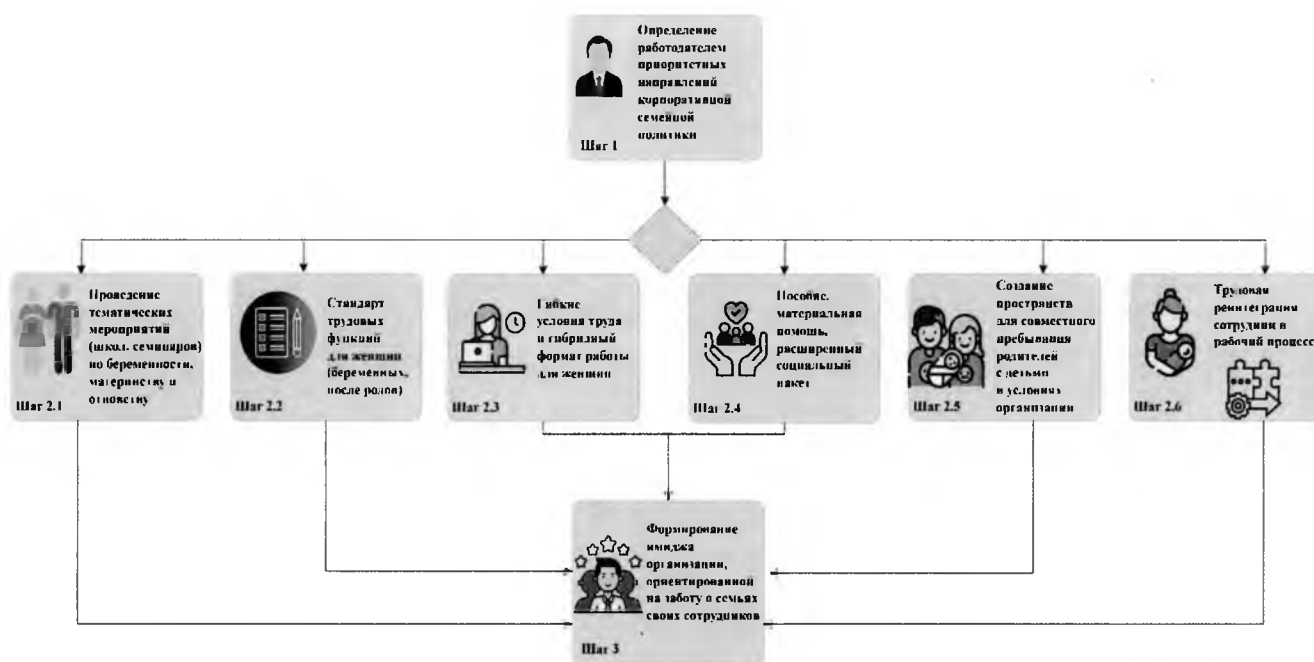 Определение
работодателем
приоритетных
направлений
корпоративной
семейной
политики
Шаг 1
Проведение
тематических
мероприятий
(школ, семинаров)
по беременности,
материнству и
отцовству
Шаг 2.1
Стандарт
трудовых
функций
для женщин
(беременных,
после родов)
Шаг 2.2
Гибкие
условия труда
и гибридный
формат работы
для женщин
Шаг 2.3
Пособие,
материальная
помощь,
расширенный
социальный
пакет
Шаг 2.4
Создание
пространств
для совместного
пребывания
родителей
с детьми
в условиях
организации
Шаг 2.5
Трудовая
реинтеграция
сотрудниц в
рабочий процесс
Шаг 2.6
Формирование
имиджа
организации,
ориентированной
на заботу о семьях
своих сотрудников
Шаг 3